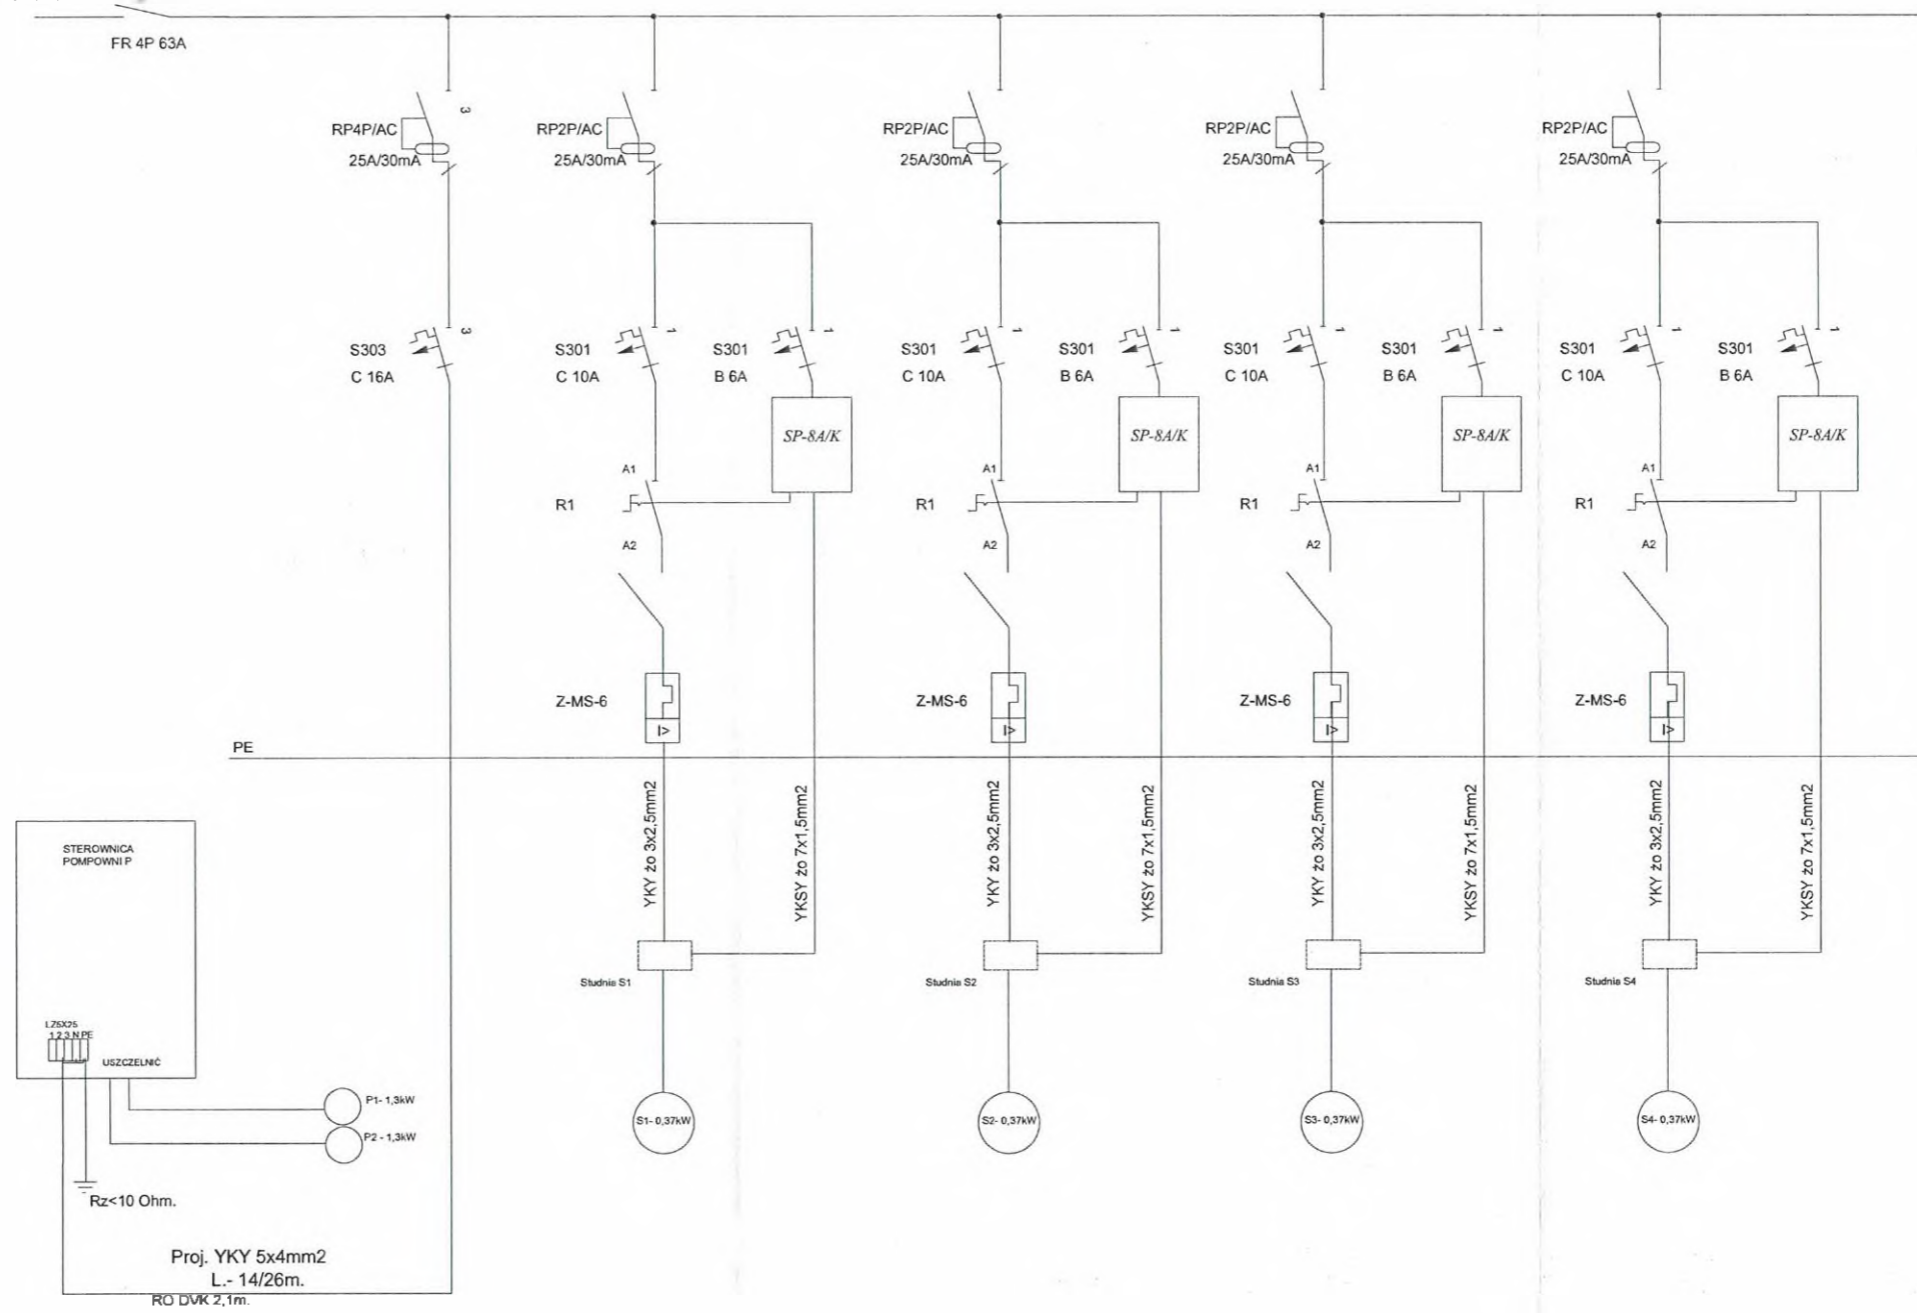 FR 4P 63A
3
RP4P/AC
25A/30mA
RP2P/AC
25A/30mA
RP2P/AC
25A/30mA
RP2P/AC
25A/30mA
RP2P/AC
25A/30mA
3
S303
C 16A
1
S301
C 10A
1
S301
B 6A
1
S301
C 10A
1
S301
B 6A
1
S301
C 10A
1
S301
B 6A
1
S301
C 10A
1
S301
B 6A
SP-8A/K
SP-8A/K
SP-8A/K
SP-8A/K
A1
R1
A2
A1
R1
A2
A1
R1
A2
A1
R1
A2
Z-MS-6
I>
Z-MS-6
I>
Z-MS-6
I>
Z-MS-6
I>
PE
YKY żo 3x2,5mm2
YKSY żo 7x1,5mm2
YKY żo 3x2,5mm2
YKSY żo 7x1,5mm2
YKY żo 3x2,5mm2
YKSY żo 7x1,5mm2
YKY żo 3x2,5mm2
YKSY żo 7x1,5mm2
STEROWNICA
POMPOWNI P
Studnia S1
Studnia S2
Studnia S3
Studnia S4
LZ5X25
1 2 3 N PE
USZCZELNIĆ
P1- 1,3kW
P2 - 1,3kW
S1- 0,37kW
S2- 0,37kW
S3- 0,37kW
S4- 0,37kW
Rz<10 Ohm.
Proj. YKY 5x4mm2
L.- 14/26m.
RO DVK 2,1m.